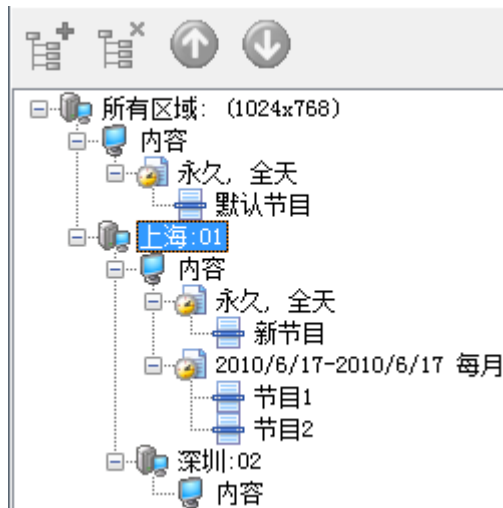 所有区域: (1024x768)
内容
永久, 全天
默认节目
上海:01
内容
永久, 全天
新节目
2010/6/17-2010/6/17 每月
节目1
节目2
深圳:02
内容